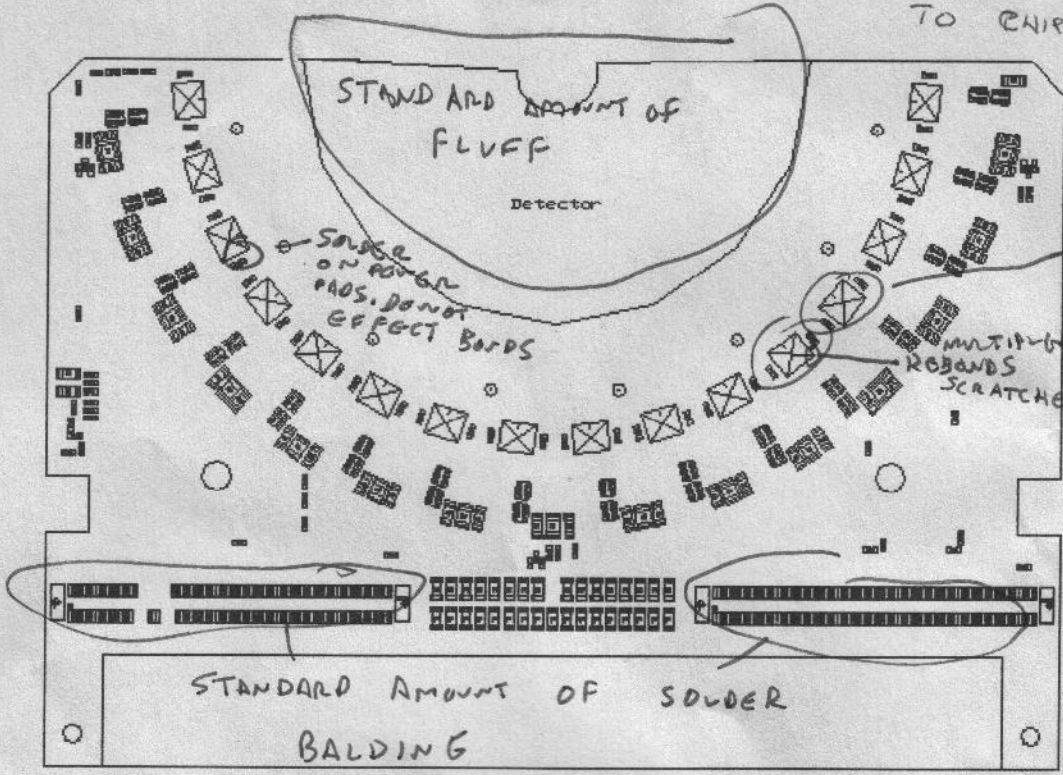 TO CHIP
STANDARD AMOUNT OF
FLUFF
Detector
SOLDER
ON POWER
PADS. DO NOT
EFFECT BONDS
MULTIPLE
REBONDS
SCRATCHE
STANDARD AMOUNT OF SOLDER
BALDING